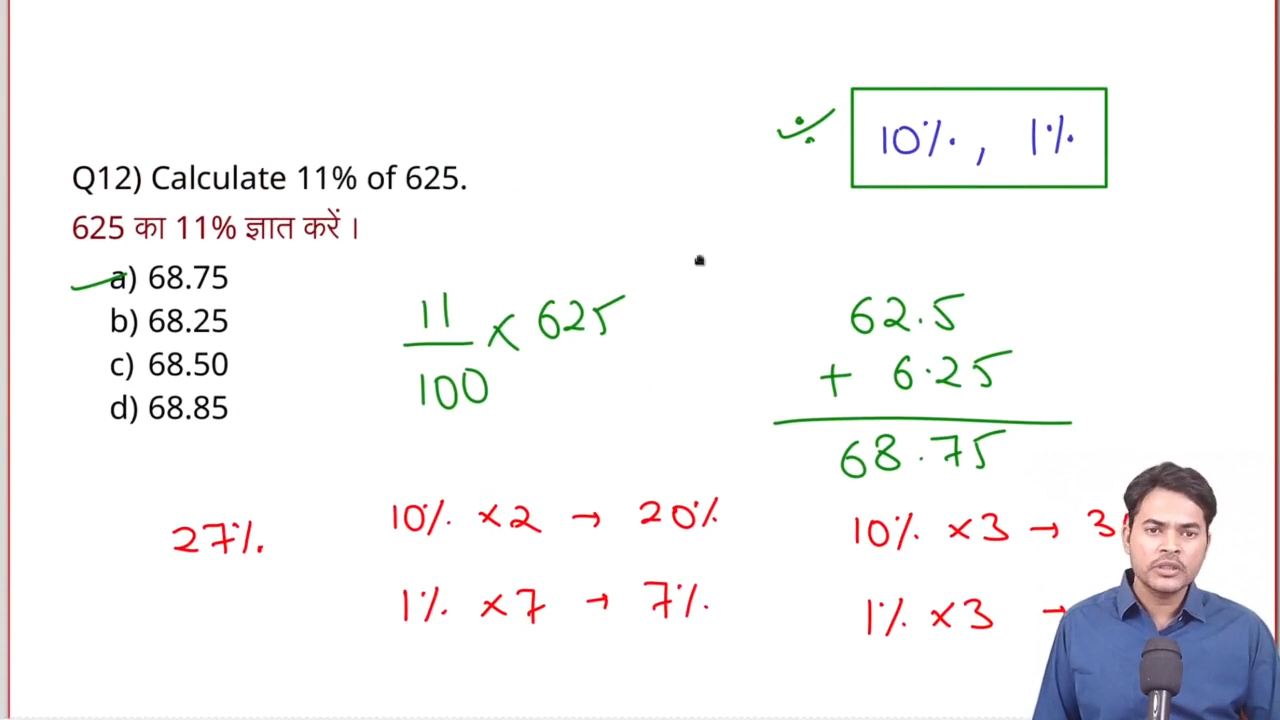 10%, 1%
Q12) Calculate 11% of 625.
625 का 11% ज्ञात करें ।
a) 68.75
b) 68.25
c) 68.50
d) 68.85
11
100
× 625
62.5
+ 6.25
68.75
27%.
10% ×2 → 20%
1% ×7 → 7%.
10% ×3 → 3
1% ×3 →